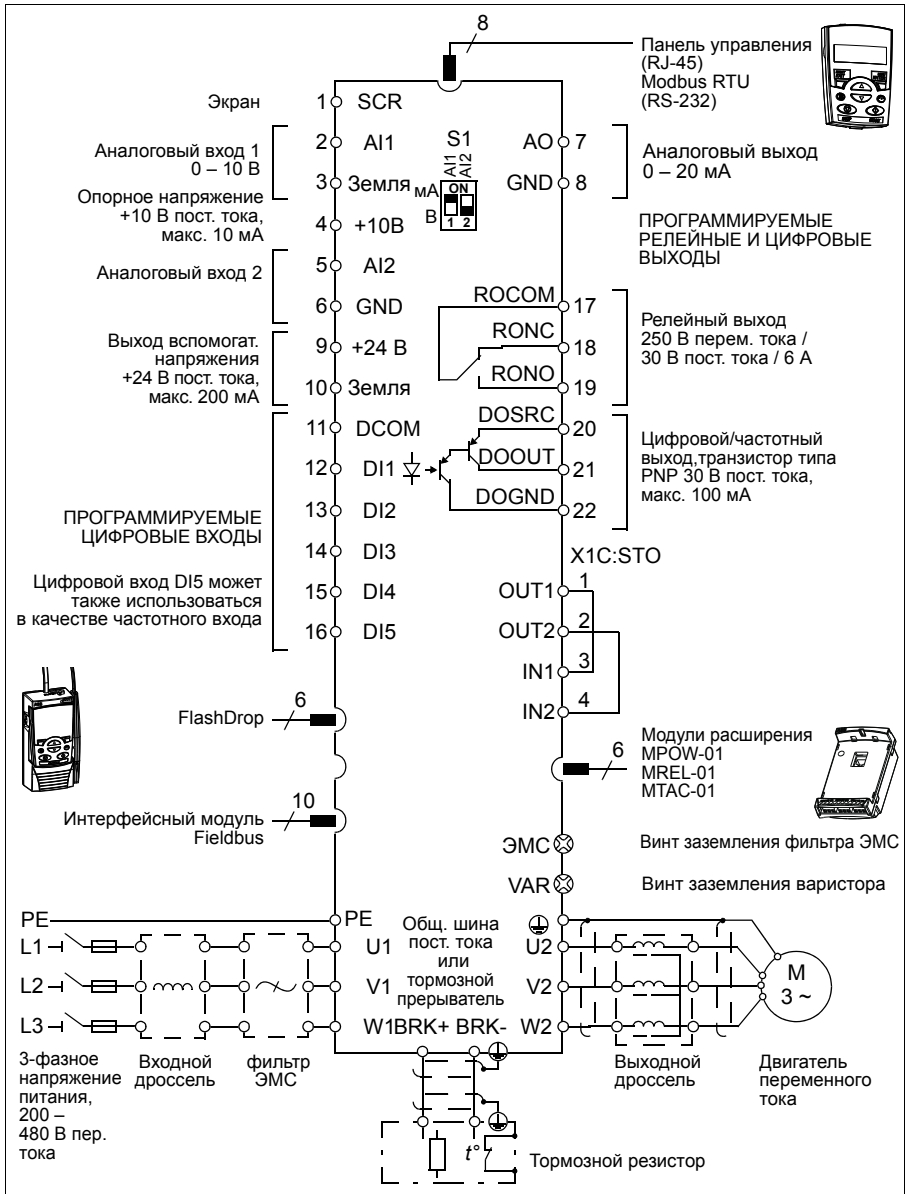 8
Панель управления
(RJ-45)
Modbus RTU
(RS-232)
Экран
1 SCR
Аналоговый вход 1
0 – 10 В
2 AI1
3 Земля
Опорное напряжение
+10 В пост. тока,
макс. 10 мА
4 +10В
Аналоговый вход 2
5 AI2
6 GND
Выход вспомогат.
напряжения
+24 В пост. тока,
макс. 200 мА
9 +24 В
10 Земля
11 DCOM
12 DI1
13 DI2
14 DI3
15 DI4
16 DI5
ПРОГРАММИРУЕМЫЕ
ЦИФРОВЫЕ ВХОДЫ
Цифровой вход DI5 может
также использоваться
в качестве частотного входа
S1
AI1
AI2
мА
ON
В
1 2
AO 7
GND 8
Аналоговый выход
0 – 20 мА
ПРОГРАММИРУЕМЫЕ
РЕЛЕЙНЫЕ И ЦИФРОВЫЕ
ВЫХОДЫ
ROCOM 17
RONC 18
RONO 19
Релейный выход
250 В перем. тока /
30 В пост. тока / 6 А
DOSRC 20
DOOUT 21
DOGND 22
Цифровой/частотный
выход,транзистор типа
PNP 30 В пост. тока,
макс. 100 мА
X1C:STO
OUT1 1
OUT2 2
IN1 3
IN2 4
FlashDrop 6
Интерфейсный модуль
Fieldbus
10
6
Модули расширения
MPOW-01
MREL-01
MTAC-01
ЭМС
Винт заземления фильтра ЭМС
VAR
Винт заземления варистора
PE
L1
L2
L3
PE
U1
V1
W1
BRK+ BRK-
Общ. шина
пост. тока
или
тормозной
прерыватель
U2
V2
W2
М
3 ~
3-фазное
напряжение
питания,
200 –
480 В пер.
тока
Входной
дроссель
фильтр
ЭМС
Выходной
дроссель
Двигатель
переменного
тока
t°
Тормозной резистор